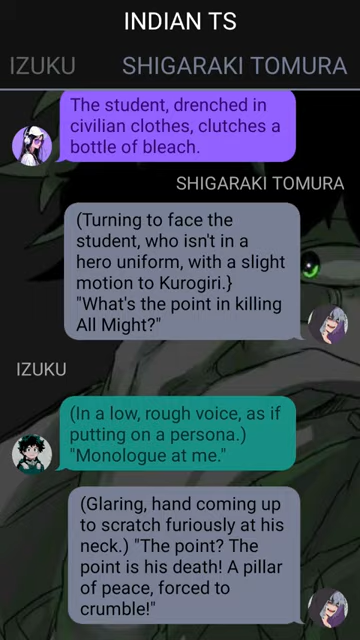 INDIAN TS
IZUKU SHIGARAKI TOMURA
The student, drenched in
civilian clothes, clutches a
bottle of bleach.
SHIGARAKI TOMURA
(Turning to face the
student, who isn't in a
hero uniform, with a slight
motion to Kurogiri.}
"What's the point in killing
All Might?"
IZUKU
(In a low, rough voice, as if
putting on a persona.)
"Monologue at me."
(Glaring, hand coming up
to scratch furiously at his
neck.) "The point? The
point is his death! A pillar
of peace, forced to
crumble!"